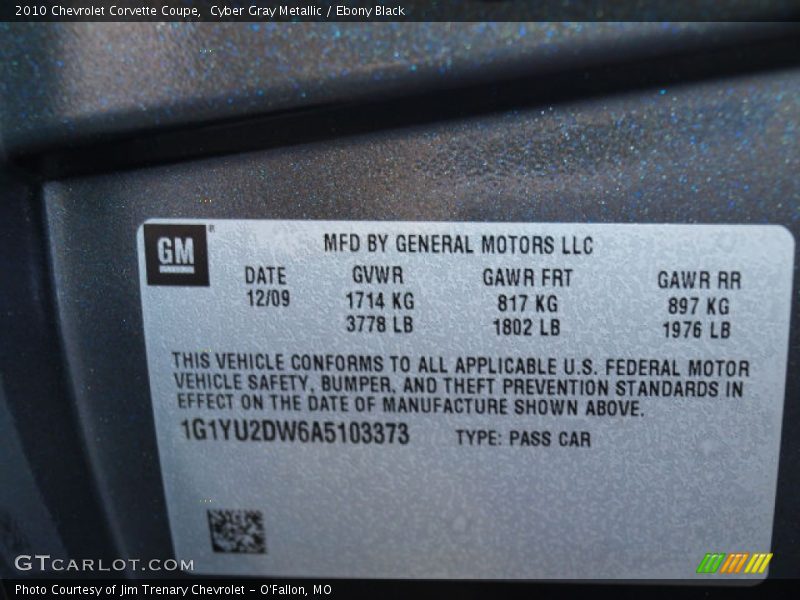 2010 Chevrolet Corvette Coupe, Cyber Gray Metallic / Ebony Black
GM®
MFD BY GENERAL MOTORS LLC
DATE GVWR GAWR FRT GAWR RR
12/09 1714 KG 817 KG 897 KG
3778 LB 1802 LB 1976 LB
THIS VEHICLE CONFORMS TO ALL APPLICABLE U.S. FEDERAL MOTOR
VEHICLE SAFETY, BUMPER, AND THEFT PREVENTION STANDARDS IN
EFFECT ON THE DATE OF MANUFACTURE SHOWN ABOVE.
1G1YU2DW6A5103373 TYPE: PASS CAR
GTCARLOT.COM
Photo Courtesy of Jim Trenary Chevrolet - O'Fallon, MO